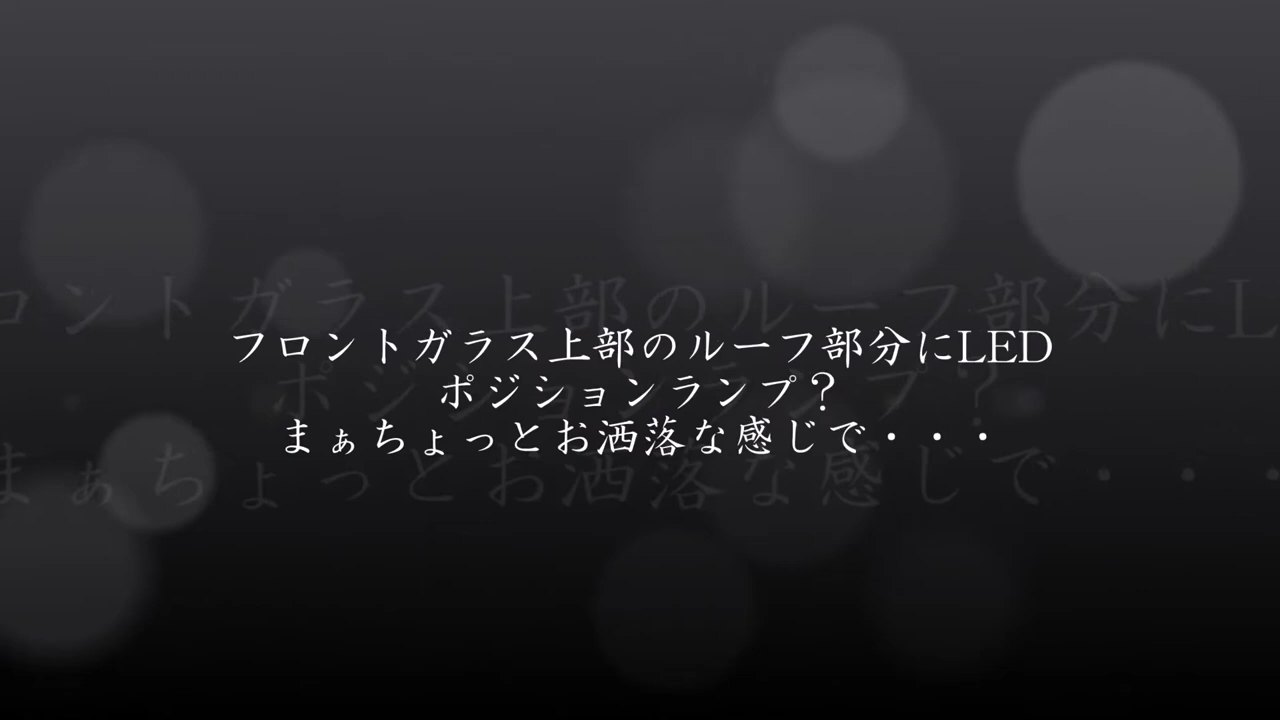 フロントガラス上部のルーフ部分にLED
ポジションランプ？
まぁちょっとお洒落な感じで・・・